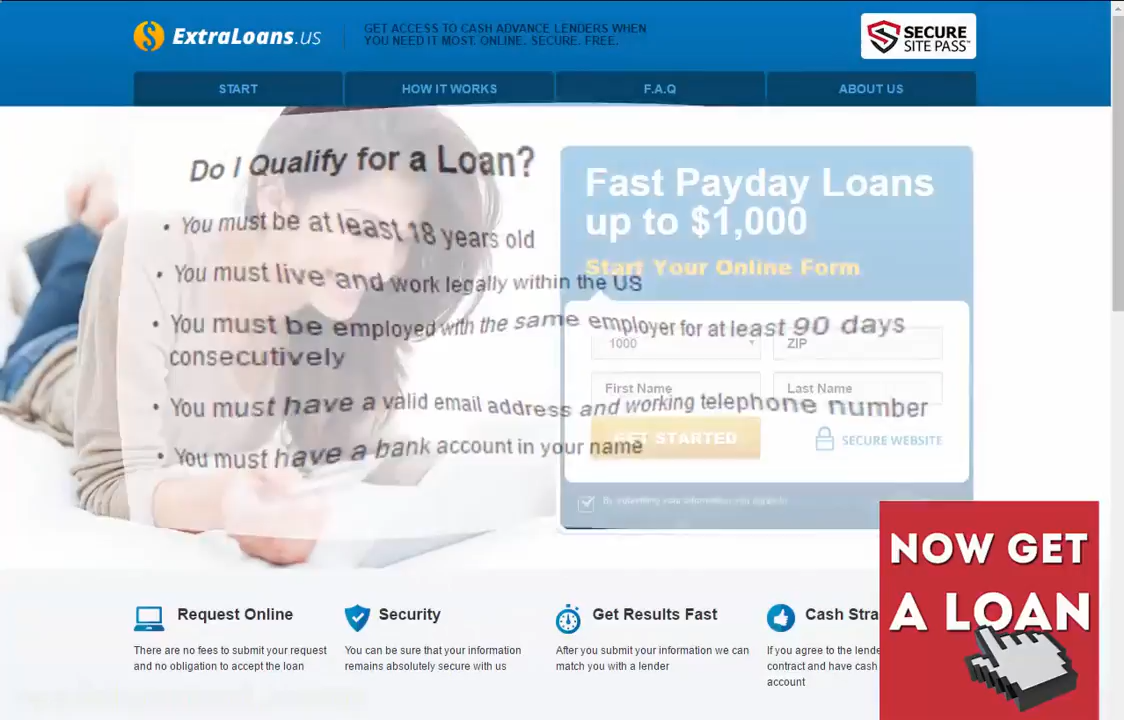 ExtraLoans.us
GET ACCESS TO CASH ADVANCE LENDERS WHEN
YOU NEED IT MOST. ONLINE. SECURE. FREE.
SECURE
SITE PASS
START
HOW IT WORKS
F.A.Q
ABOUT US
Do I Qualify for a Loan?
• You must be at least 18 years old
• You must live and work legally within the US
• You must be employed with the same employer for at least 90 days
consecutively
• You must have a valid email address and working telephone number
• You must have a bank account in your name
Fast Payday Loans
up to $1,000
Start Your Online Form
1000
ZIP
First Name
Last Name
GET STARTED
SECURE WEBSITE
By submitting your information you agree to
Request Online
There are no fees to submit your request
and no obligation to accept the loan
Security
You can be sure that your information
remains absolutely secure with us
Get Results Fast
After you submit your information we can
match you with a lender
Cash Stra
If you agree to the lende
contract and have cash
account
NOW GET
A LOAN